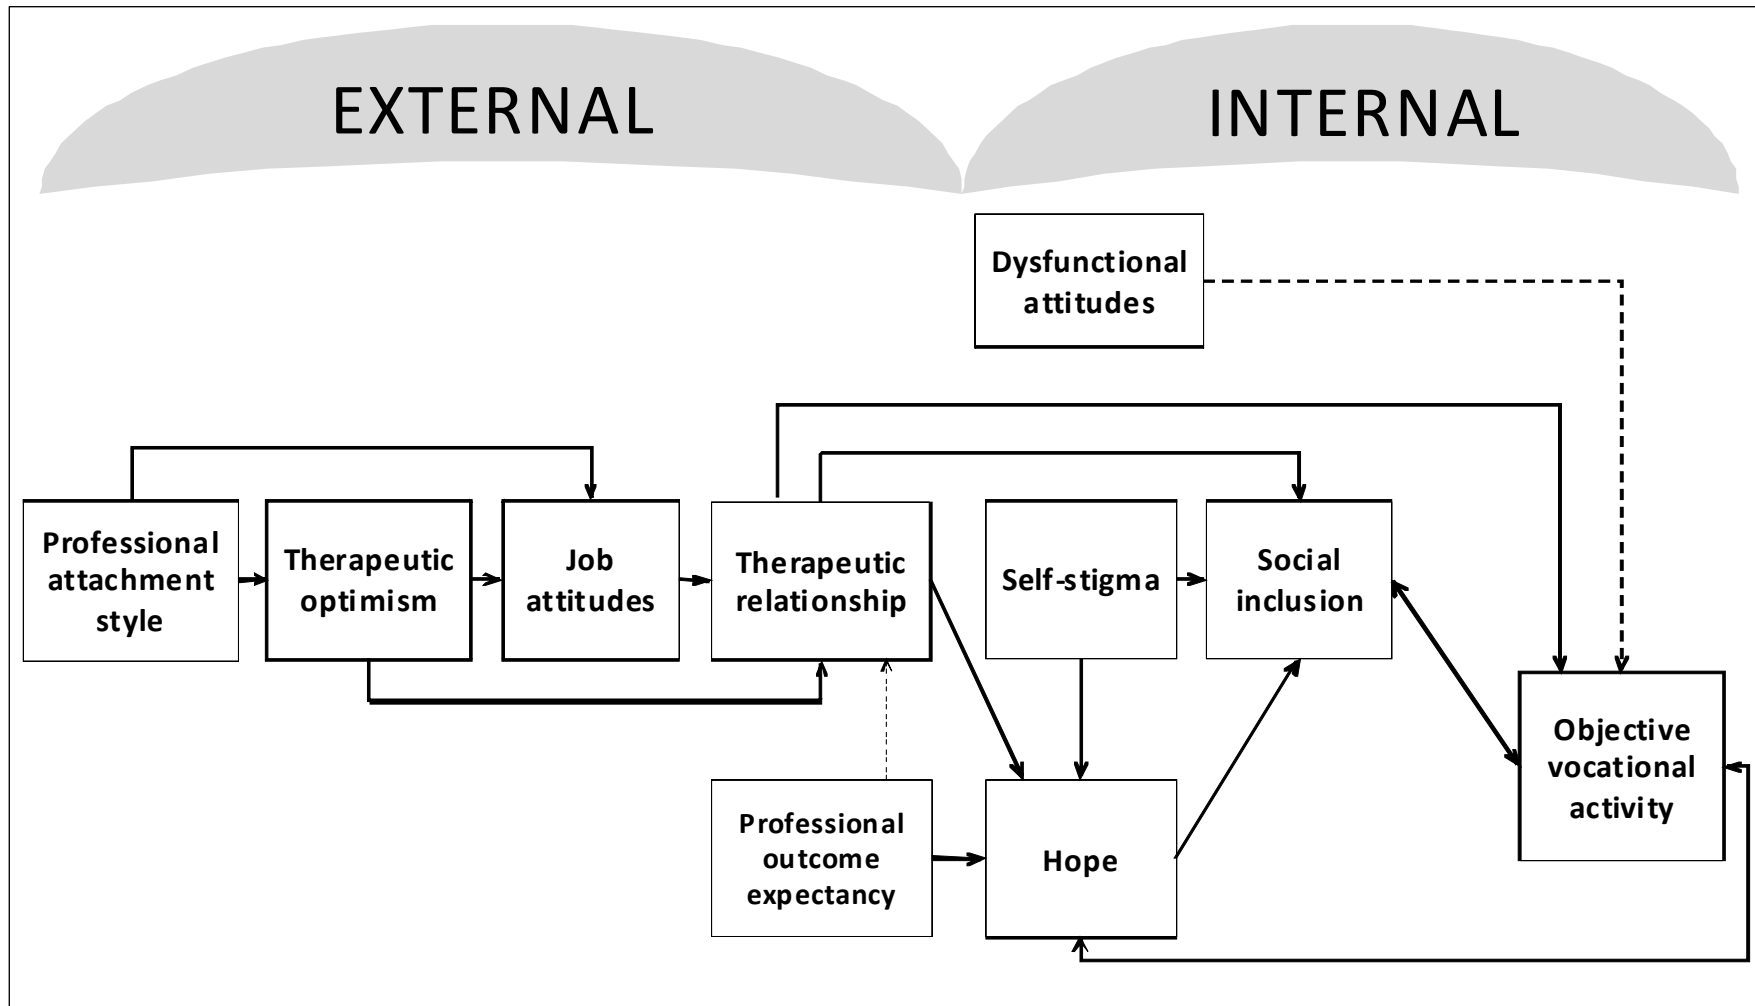 EXTERNAL
INTERNAL
Dysfunctional
attitudes
Professional
attachment
style
Therapeutic
optimism
Job
attitudes
Therapeutic
relationship
Self-stigma
Social
inclusion
Objective
vocational
activity
Professional
outcome
expectancy
Hope